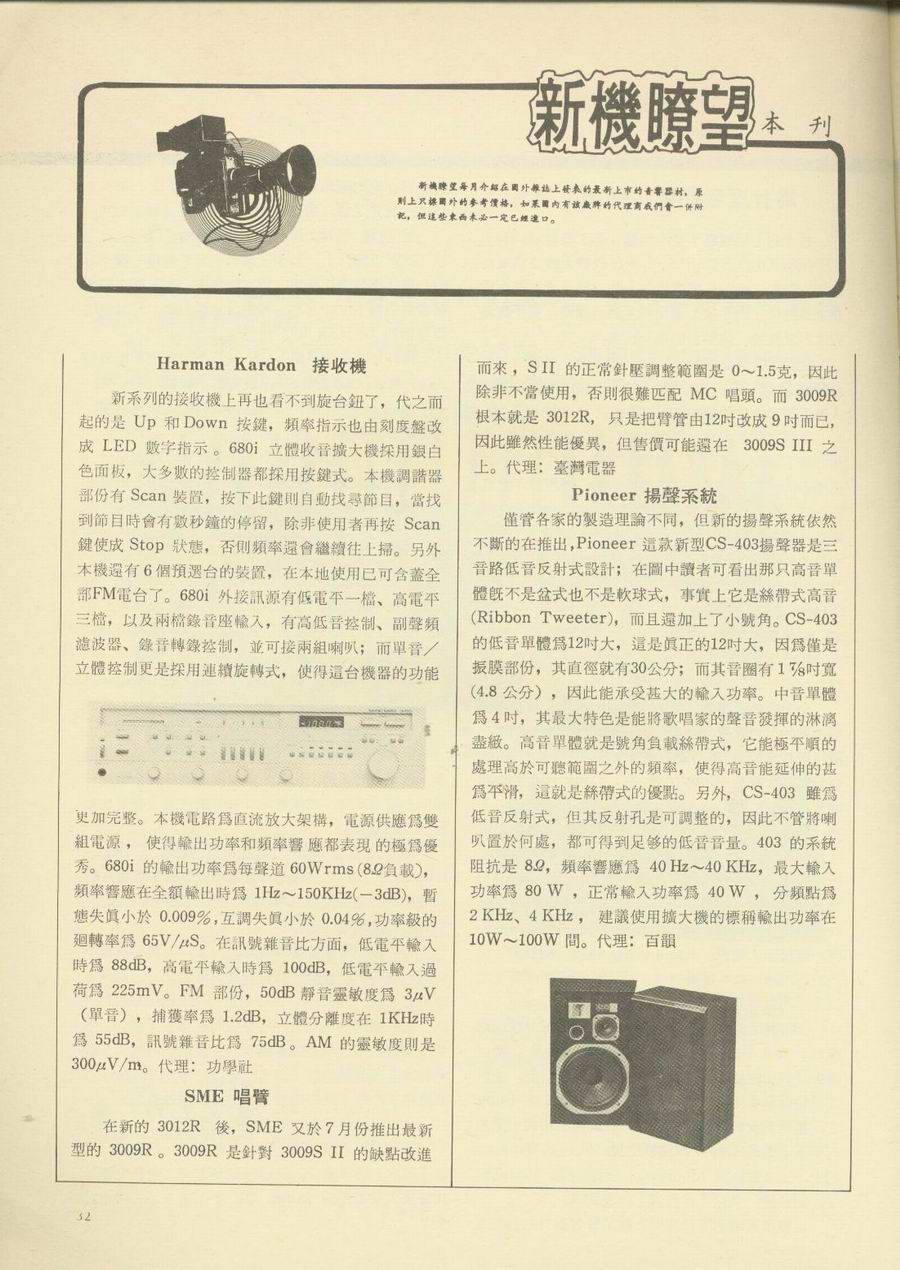 新機瞭望
本刊
新機瞭望每月介紹在國外雜誌上發表的最新上市的音響器材，原
則上只標國外的參考價格，如果國內有該廠牌的代理商我們會一併附
記，但這些東西未必一定已經進口。
Harman Kardon 接收機
新系列的接收機上再也看不到旋台鈕了，代之而
起的是 Up 和Down 按鍵，頻率指示也由刻度盤改
成 LED 數字指示。680i 立體收音擴大機採用銀白
色面板，大多數的控制器都採用按鍵式。本機調諧器
部份有 Scan 裝置，按下此鍵則自動找尋節目，當找
到節目時會有數秒鐘的停留，除非使用者再按 Scan
鍵使成 Stop 狀態，否則頻率還會繼續往上掃。另外
本機還有6個預選台的裝置，在本地使用已可含蓋全
部FM電台了。680i 外接訊源有低電平一檔、高電平
三檔，以及兩檔錄音座輸入，有高低音控制、副聲頻
濾波器、錄音轉錄控制，並可接兩組喇叭；而單音／
立體控制更是採用連續旋轉式，使得這台機器的功能
更加完整。本機電路爲直流放大架構，電源供應爲雙
組電源，使得輸出功率和頻率響應都表現的極爲優
秀。680i 的輸出功率爲每聲道 60Wrms(8Ω負載)，
頻率響應在全額輸出時爲 1Hz～150KHz(－3dB)，暫
態失眞小於 0.009%，互調失眞小於 0.04%，功率級的
廻轉率爲 65V/μS。在訊號雜音比方面，低電平輸入
時爲 88dB，高電平輸入時爲 100dB，低電平輸入過
荷爲 225mV。FM 部份，50dB 靜音靈敏度爲 3μV
（單音），捕獲率爲 1.2dB，立體分離度在 1KHz時
爲 55dB，訊號雜音比爲 75dB。AM 的靈敏度則是
300μV/m。代理：功學社
SME 唱臂
在新的 3012R 後，SME 又於7月份推出最新
型的 3009R。3009R 是針對 3009S II 的缺點改進
而來，SII 的正常針壓調整範圍是 0～1.5克，因此
除非不當使用，否則很難匹配 MC 唱頭。而 3009R
根本就是 3012R，只是把臂管由12吋改成9吋而已，
因此雖然性能優異，但售價可能還在 3009S III 之
上。代理：臺灣電器
Pioneer 揚聲系統
僅管各家的製造理論不同，但新的揚聲系統依然
不斷的在推出，Pioneer 這款新型CS-403揚聲器是三
音路低音反射式設計；在圖中讀者可看出那只高音單
體旣不是盆式也不是軟球式，事實上它是絲帶式高音
(Ribbon Tweeter)，而且還加上了小號角。CS-403
的低音單體爲12吋大，這是眞正的12吋大，因爲僅是
振膜部份，其直徑就有30公分；而其音圈有1⅞吋寬
(4.8 公分），因此能承受甚大的輸入功率。中音單體
爲4吋，其最大特色是能將歌唱家的聲音發揮的淋漓
盡緻。高音單體就是號角負載絲帶式，它能極平順的
處理高於可聽範圍之外的頻率，使得高音能延伸的甚
爲平滑，這就是絲帶式的優點。另外，CS-403 雖爲
低音反射式，但其反射孔是可調整的，因此不管將喇
叭置於何處，都可得到足够的低音音量。403 的系統
阻抗是 8Ω，頻率響應爲 40 Hz～40 KHz，最大輸入
功率爲 80 W，正常輸入功率爲 40 W，分頻點爲
2 KHz、4 KHz，建議使用擴大機的標稱輸出功率在
10W～100W 間。代理：百韻
32